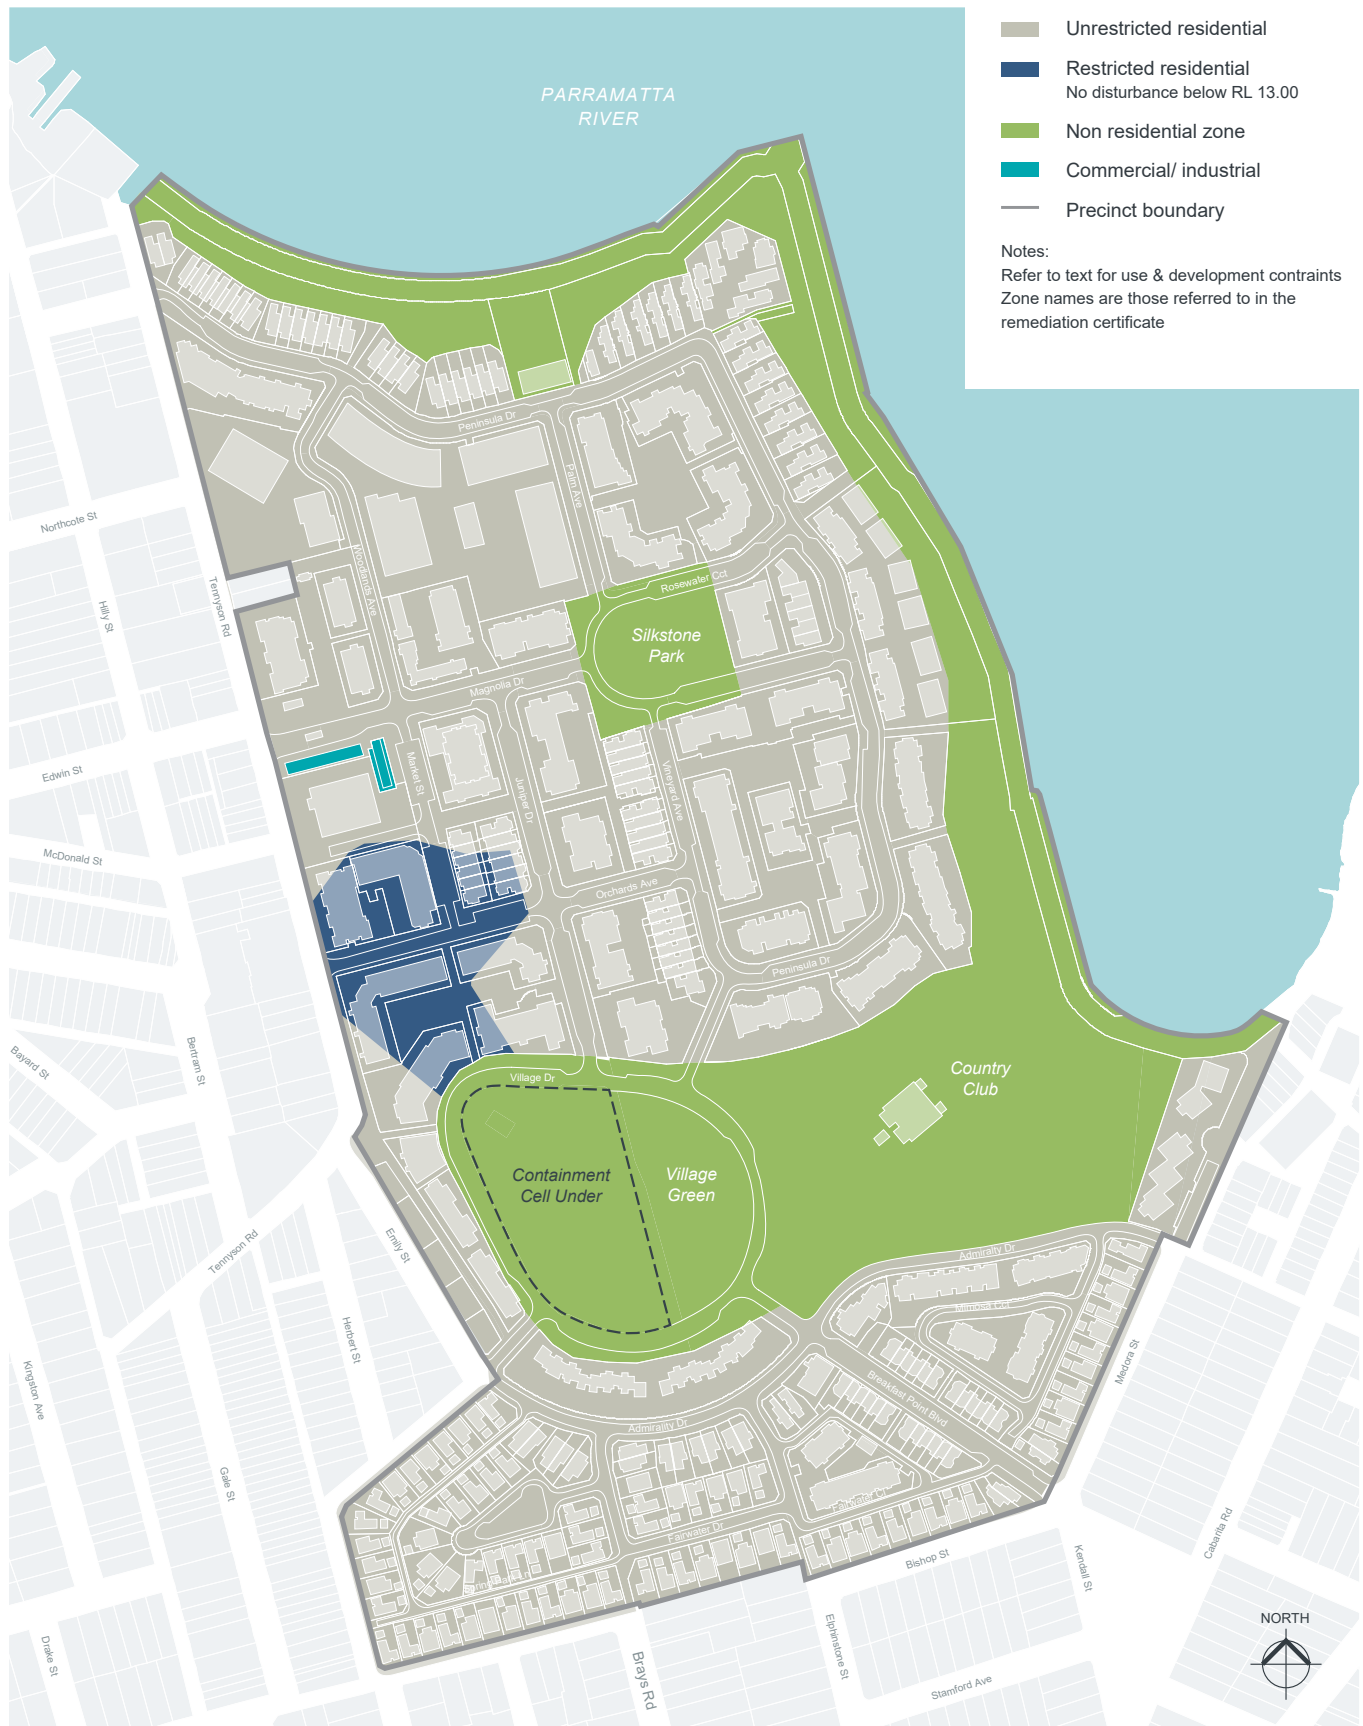 Unrestricted residential
Restricted residential
No disturbance below RL 13.00
Non residential zone
Commercial/ industrial
Precinct boundary
Notes:
Refer to text for use & development contraints
Zone names are those referred to in the
remediation certificate
PARRAMATTA
RIVER
Peninsula Dr
Palm Ave
Northcote St
Woodlands Ave
Rosewater Cct
Hilly St
Tennyson Rd
Silkstone
Park
Magnolia Dr
Edwin St
Market St
Juniper Dr
Vineyard Ave
McDonald St
Orchards Ave
Peninsula Dr
Bayard St
Bertram St
Village Dr
Country
Club
Containment
Cell Under
Village
Green
Tennyson Rd
Emily St
Admiralty Dr
Mimosa Cct
Herbert St
Kingston Ave
Medora St
Breakfast Point Blvd
Admirality Dr
Gale St
Fairwater Dr
Cabarita Rd
Bishop St
Kendall St
Elphinstone St
Drake St
Brays Rd
Stamford Ave
NORTH